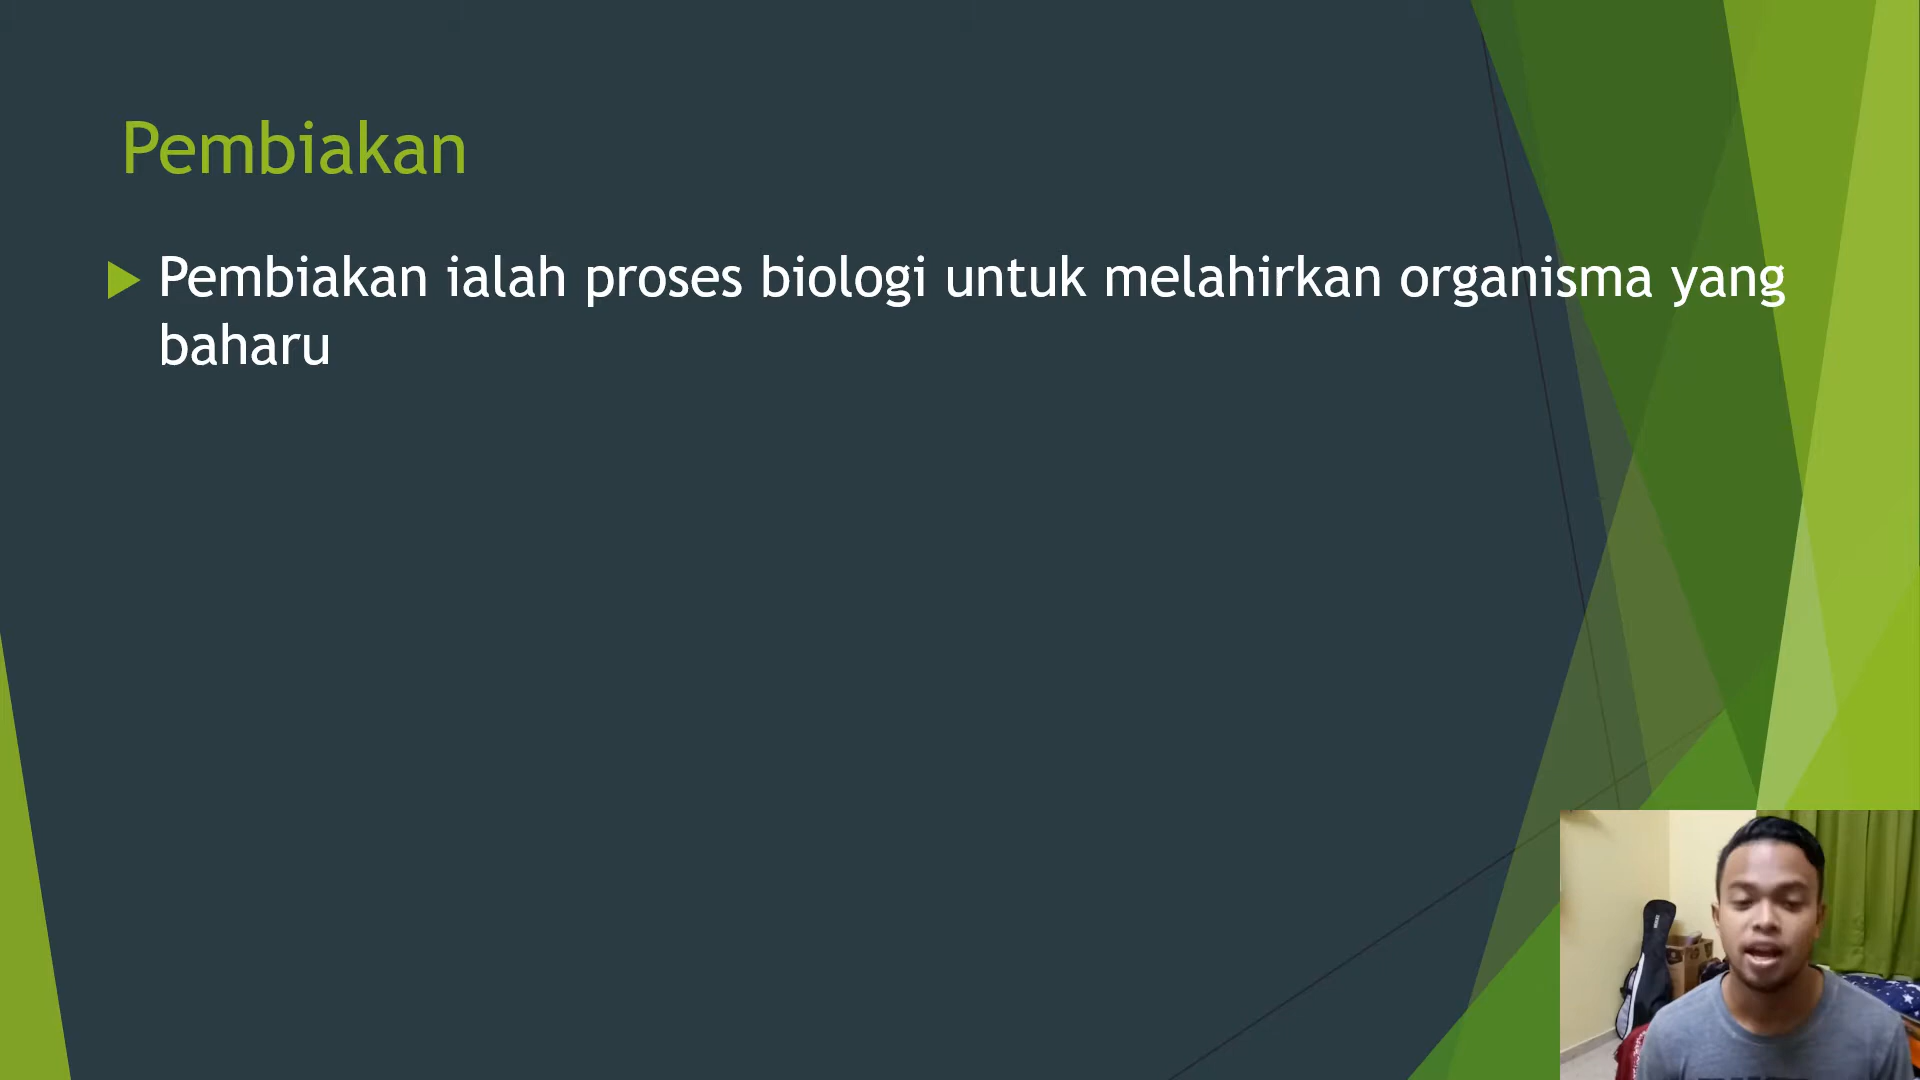 Pembiakan
Pembiakan ialah proses biologi untuk melahirkan organisma yang
baharu